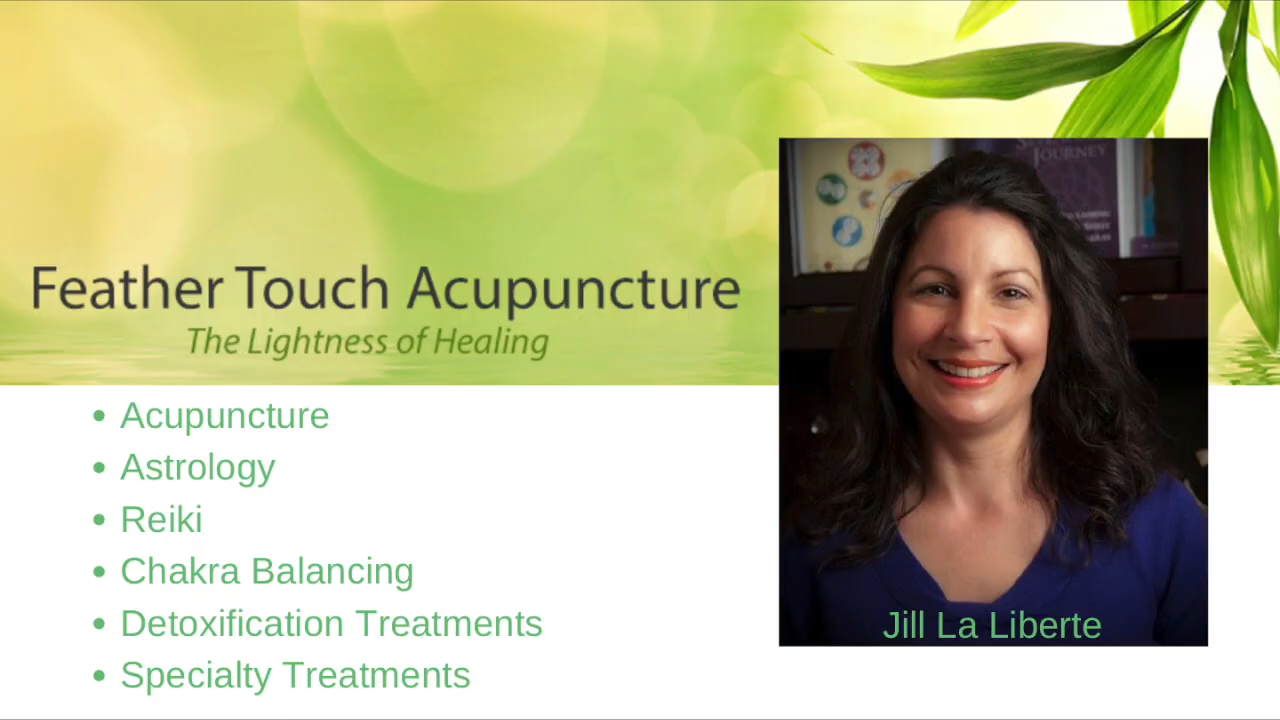 Feather Touch Acupuncture
The Lightness of Healing
• Acupuncture
• Astrology
• Reiki
• Chakra Balancing
• Detoxification Treatments
• Specialty Treatments
JOURNEY
Jill La Liberte